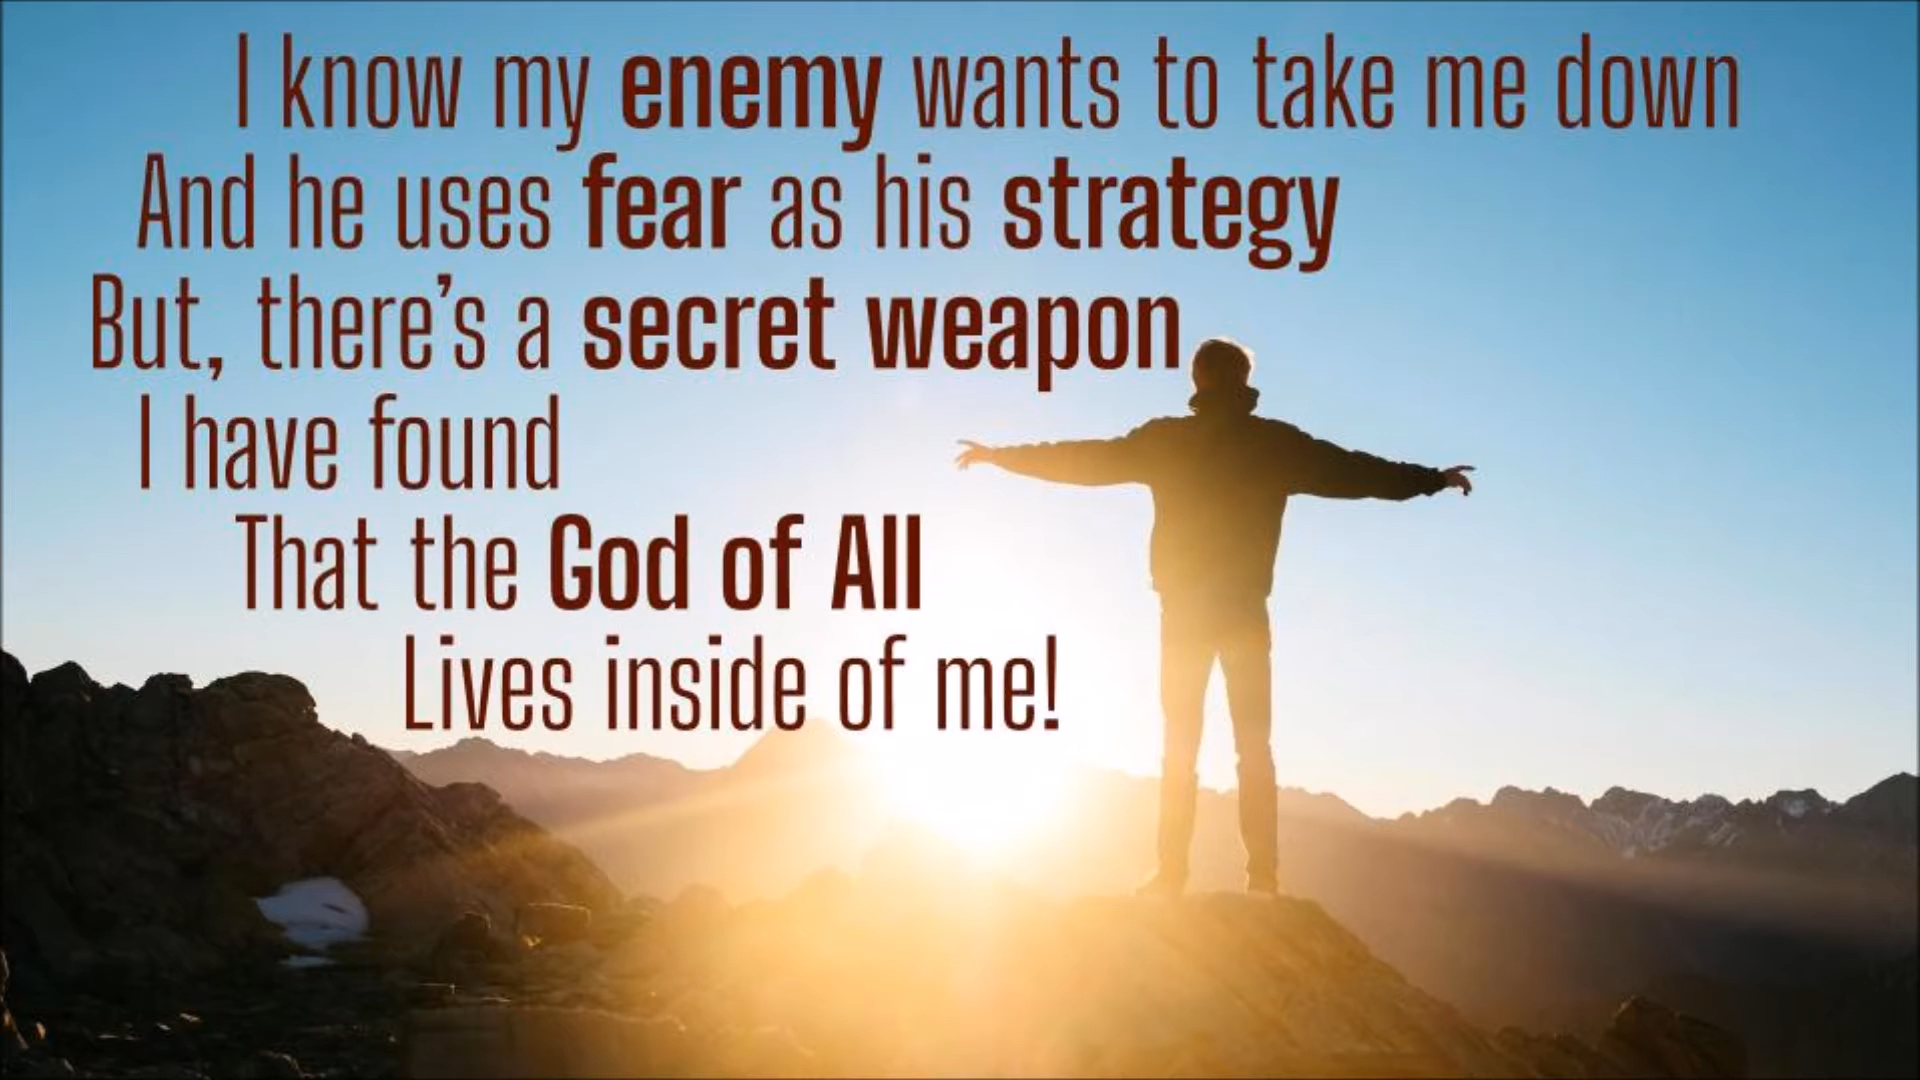 I know my enemy wants to take me down
And he uses fear as his strategy
But, there's a secret weapon
I have found
That the God of All
Lives inside of me!